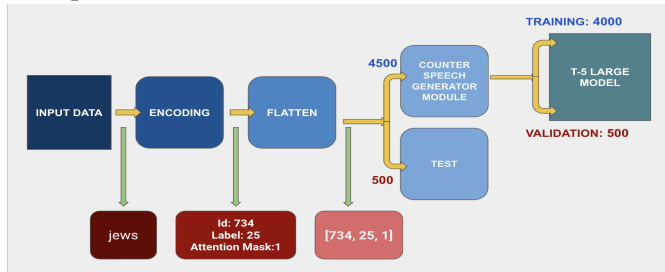 TRAINING: 4000
4500
COUNTER
SPEECH
GENERATOR
MODULE
T-5 LARGE
MODEL
INPUT DATA
ENCODING
FLATTEN
VALIDATION: 500
500
TEST
jews
Id: 734
Label: 25
Attention Mask:1
[734, 25, 1]